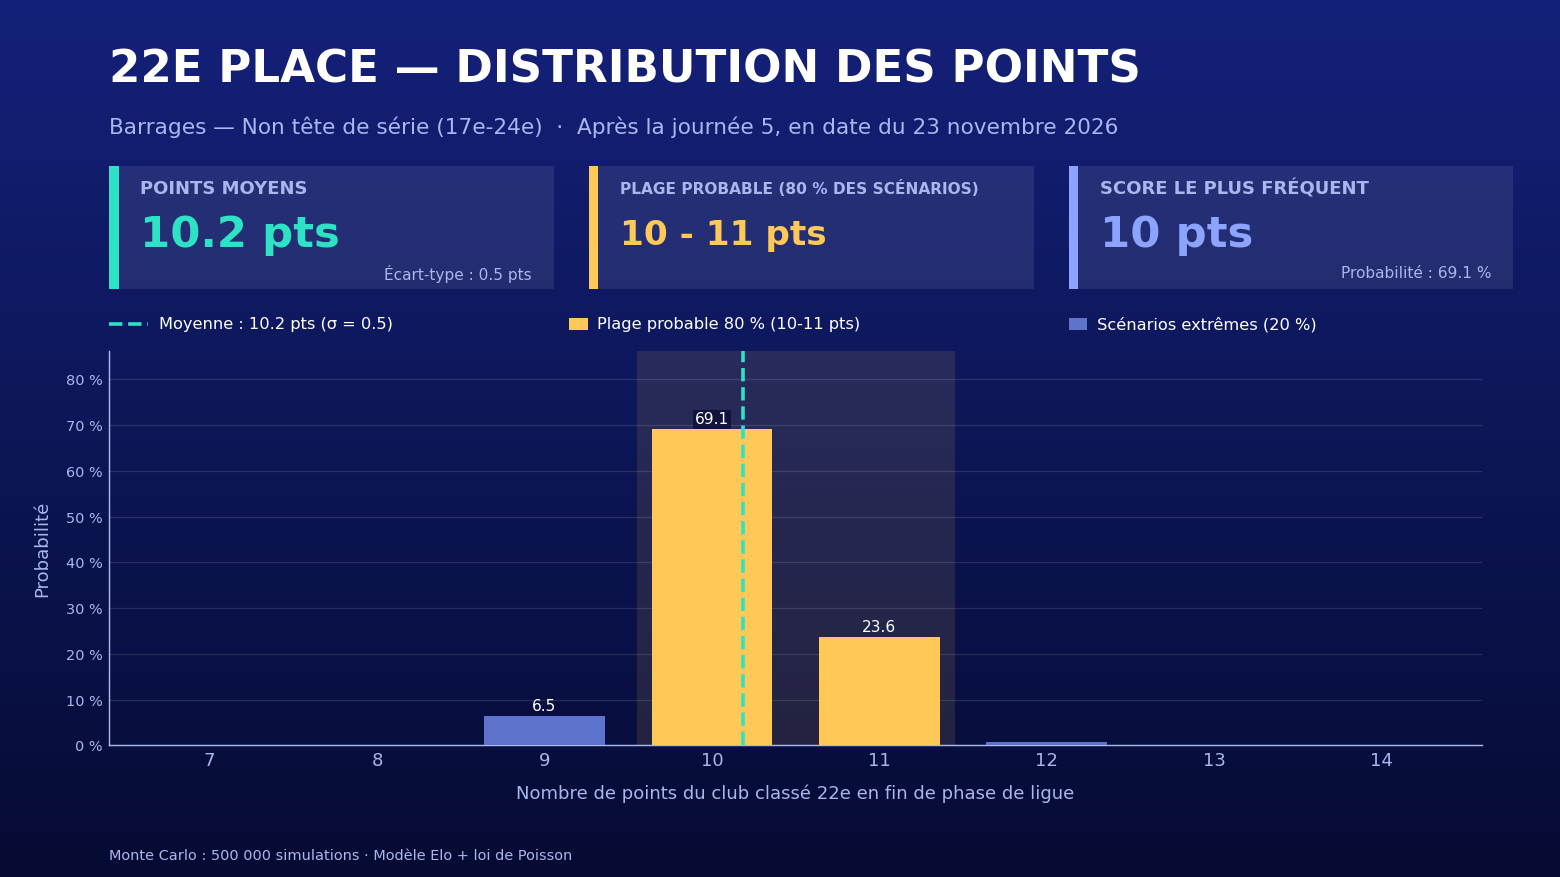 22E PLACE — DISTRIBUTION DES POINTS
Barrages — Non tête de série (17e-24e) · Après la journée 5, en date du 23 novembre 2026
POINTS MOYENS
10.2 pts
Écart-type : 0.5 pts
PLAGE PROBABLE (80 % DES SCÉNARIOS)
10 - 11 pts
SCORE LE PLUS FRÉQUENT
10 pts
Probabilité : 69.1 %
Moyenne : 10.2 pts (σ = 0.5)
Plage probable 80 % (10-11 pts)
Scénarios extrêmes (20 %)
Probabilité
80 %
70 %
60 %
50 %
40 %
30 %
20 %
10 %
0 %
6.5
69.1
23.6
7 8 9 10 11 12 13 14
Nombre de points du club classé 22e en fin de phase de ligue
Monte Carlo : 500 000 simulations · Modèle Elo + loi de Poisson